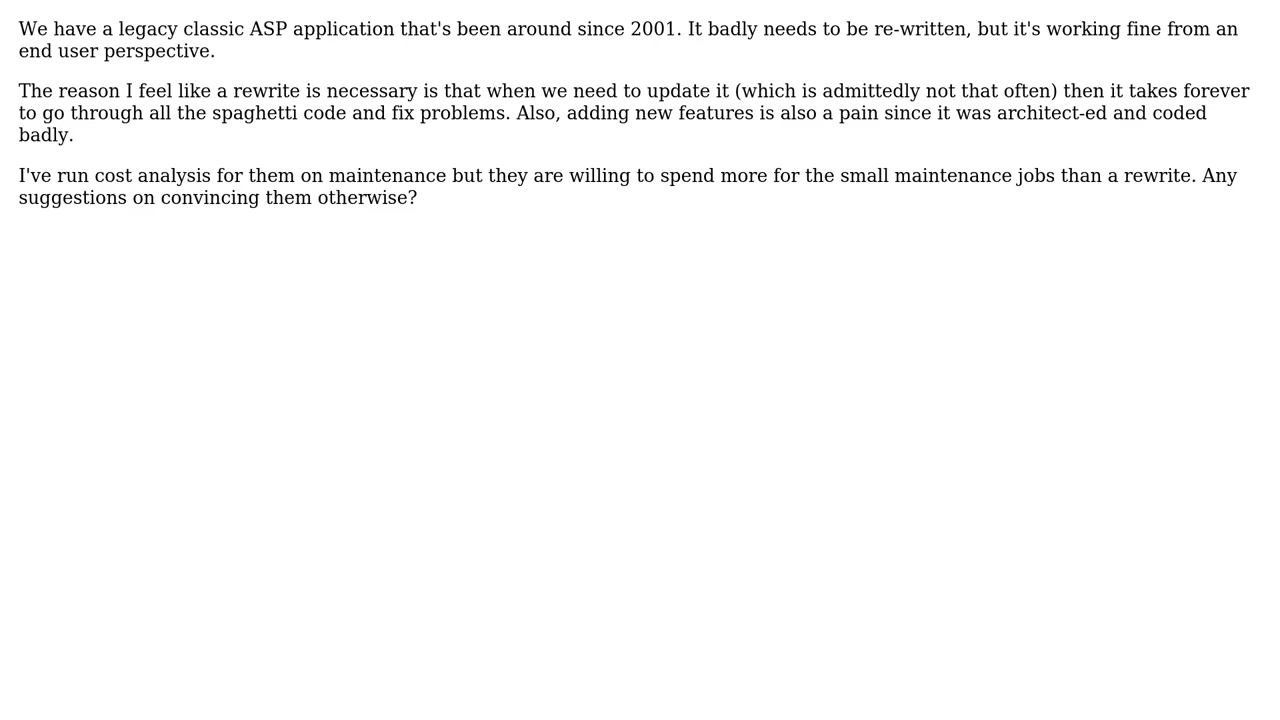 We have a legacy classic ASP application that's been around since 2001. It badly needs to be re-written, but it's working fine from an
end user perspective.
The reason I feel like a rewrite is necessary is that when we need to update it (which is admittedly not that often) then it takes forever
to go through all the spaghetti code and fix problems. Also, adding new features is also a pain since it was architect-ed and coded
badly.
I've run cost analysis for them on maintenance but they are willing to spend more for the small maintenance jobs than a rewrite. Any
suggestions on convincing them otherwise?